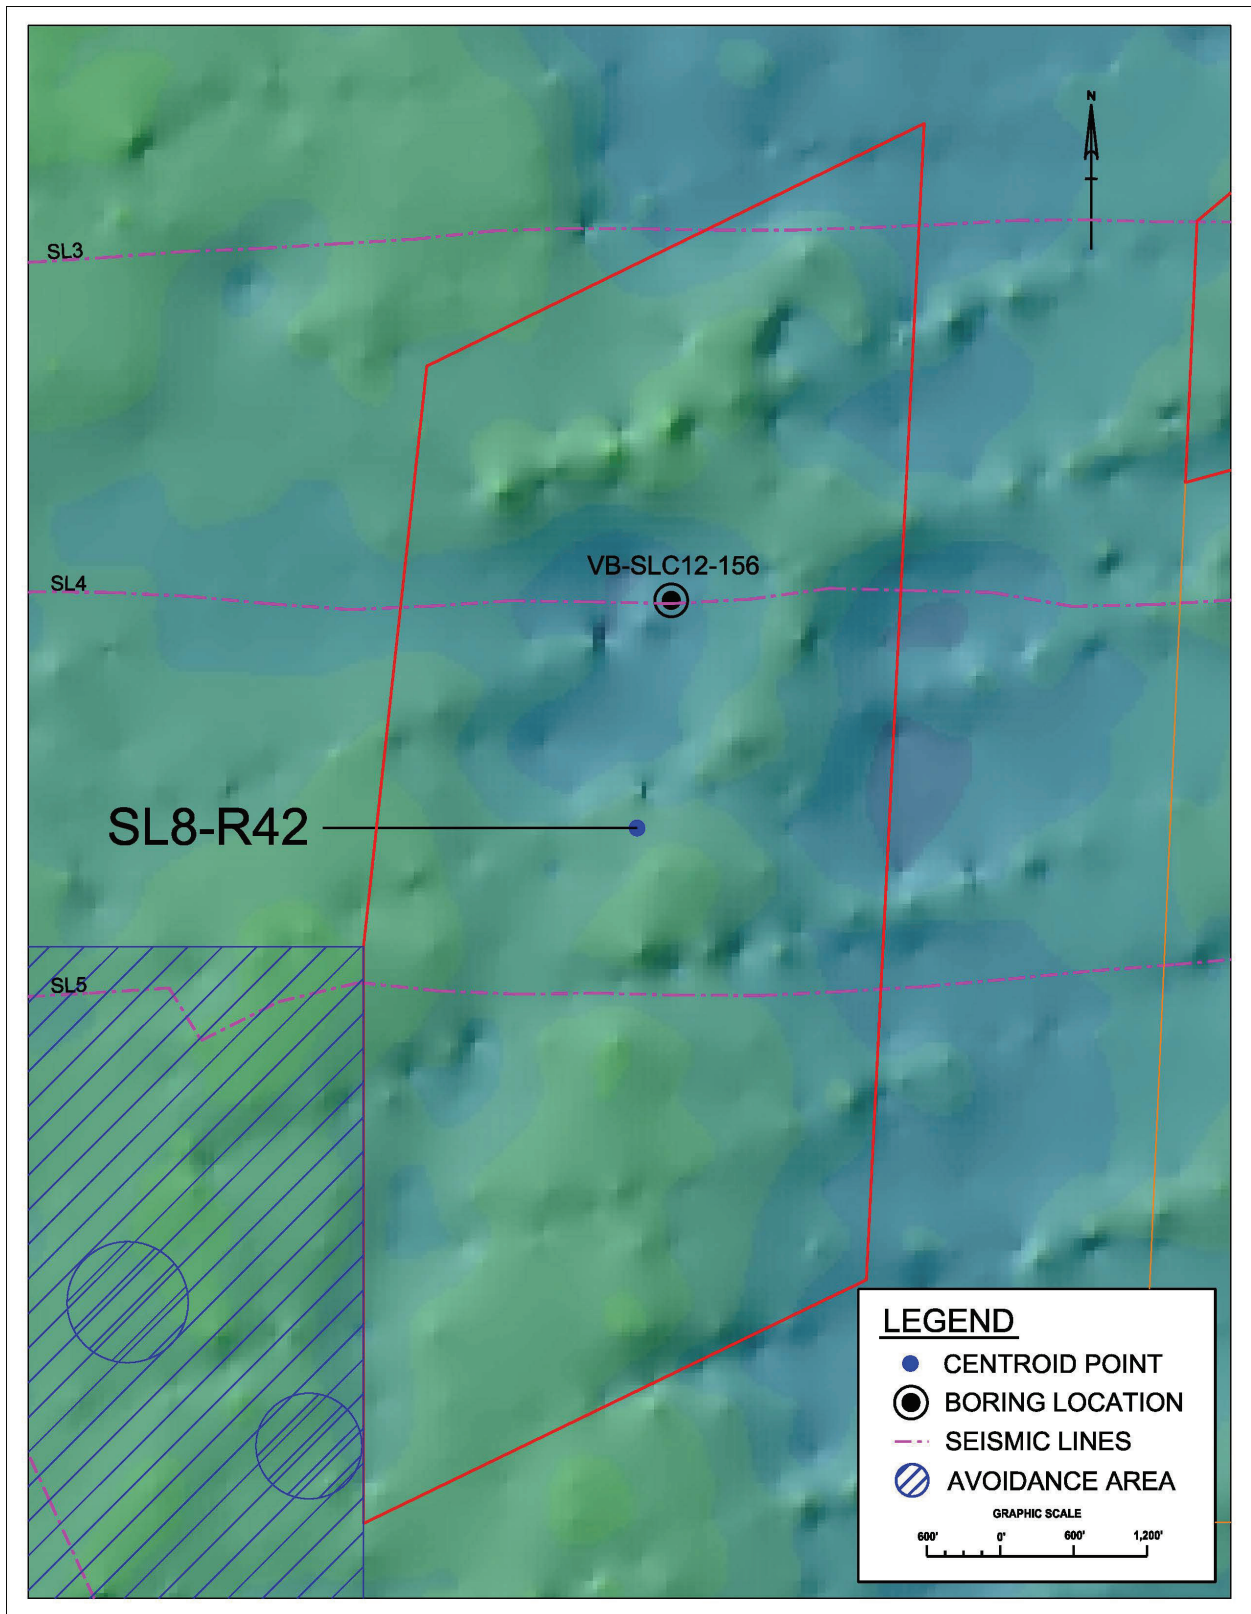 N
SL3
VB-SLC12-156
SL4
SL8-R42
SL5
LEGEND
CENTROID POINT
BORING LOCATION
SEISMIC LINES
AVOIDANCE AREA
GRAPHIC SCALE
600' 0' 600' 1,200'